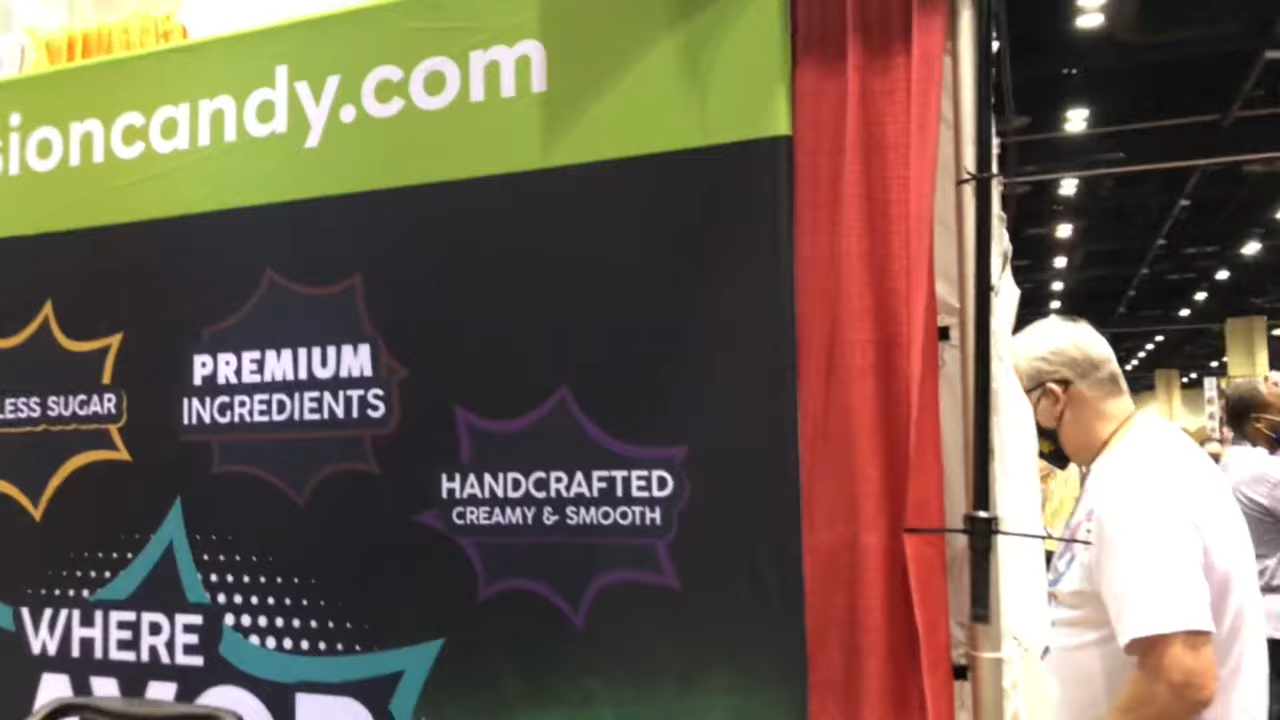 sioncandy.com
LESS SUGAR
PREMIUM
INGREDIENTS
HANDCRAFTED
CREAMY & SMOOTH
WHERE